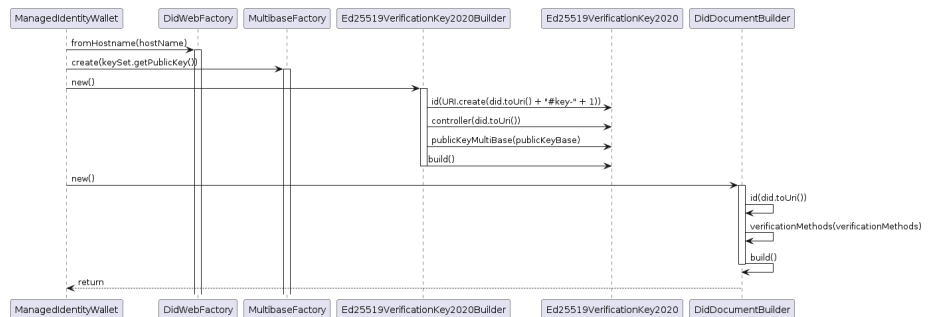 ManagedIdentityWallet
DidWebFactory
MultibaseFactory
Ed25519VerificationKey2020Builder
Ed25519VerificationKey2020
DidDocumentBuilder
fromHostname(hostName)
create(keySet.getPublicKey())
new()
id(URI.create(did.toUri() + "#key-" + 1))
controller(did.toUri())
publicKeyMultiBase(publicKeyBase)
build()
new()
id(did.toUri())
verificationMethods(verificationMethods)
build()
return
ManagedIdentityWallet
DidWebFactory
MultibaseFactory
Ed25519VerificationKey2020Builder
Ed25519VerificationKey2020
DidDocumentBuilder